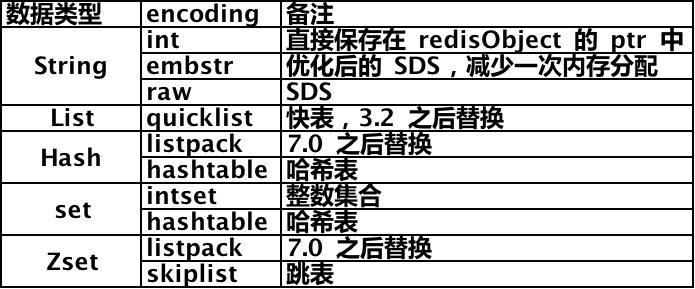 数据类型 encoding 备注
String int 直接保存在 redisObject 的 ptr 中
embstr 优化后的 SDS，减少一次内存分配
raw SDS
List quicklist 快表，3.2 之后替换
Hash listpack 7.0 之后替换
hashtable 哈希表
set intset 整数集合
hashtable 哈希表
Zset listpack 7.0 之后替换
skiplist 跳表